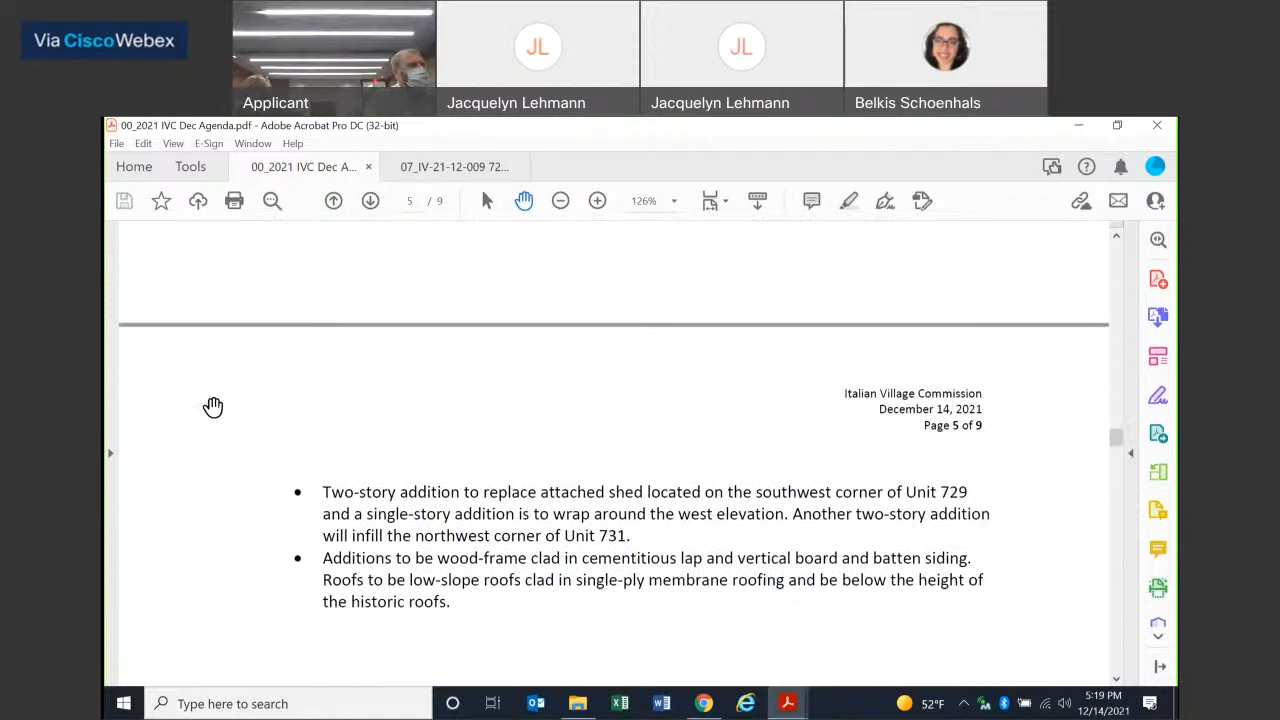 Via Cisco Webex
Applicant
JL
Jacquelyn Lehmann
JL
Jacquelyn Lehmann
Belkis Schoenhals
00_2021 IVC Dec Agenda.pdf - Adobe Acrobat Pro DC (32-bit)
File Edit View E-Sign Window Help
Home Tools 00_2021 IVC Dec A... × 07_IV-21-12-009 72...
5 / 9 126%
Italian Village Commission
December 14, 2021
Page 5 of 9
• Two-story addition to replace attached shed located on the southwest corner of Unit 729
and a single-story addition is to wrap around the west elevation. Another two-story addition
will infill the northwest corner of Unit 731.
• Additions to be wood-frame clad in cementitious lap and vertical board and batten siding.
Roofs to be low-slope roofs clad in single-ply membrane roofing and be below the height of
the historic roofs.
Type here to search
52°F
5:19 PM
12/14/2021